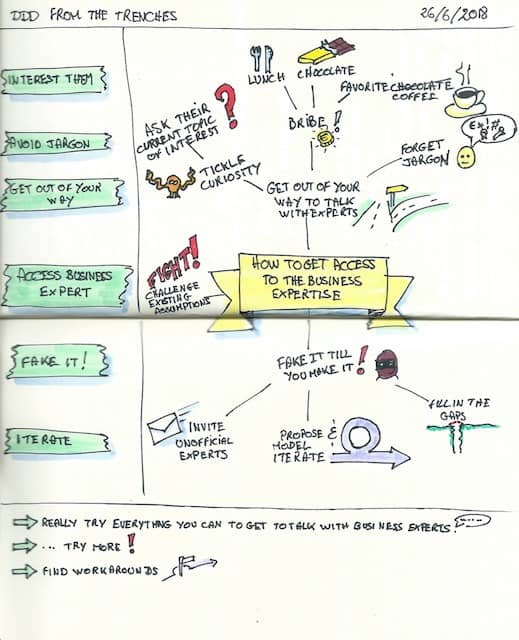 DDD FROM THE TRENCHES
26/6/2018
INTEREST THEM
AVOID JARGON
GET OUT OF YOUR
WAY
ACCESS BUSINESS
EXPERT
FAKE IT!
ITERATE
LUNCH
CHOCOLATE
FAVORITE CHOCOLATE
COFFEE
BRIBE!
ASK THEIR
CURRENT TOPIC
OF INTEREST
?
TICKLE
CURIOSITY
FORGET
JARGON
GET OUT OF YOUR
WAY TO TALK
WITH EXPERTS
FIGHT!
CHALLENGE
EXISTING
ASSUMPTIONS
HOW TO GET ACCESS
TO THE BUSINESS
EXPERTISE
FAKE IT TILL
YOU MAKE IT!
INVITE
UNOFFICIAL
EXPERTS
PROPOSE &
MODEL
ITERATE
FILL IN THE
GAPS
REALLY TRY EVERYTHNG YOU CAN TO GET TO TALK WITH BUSINESS EXPERTS!
... TRY MORE!
FIND WORKAROUNDS